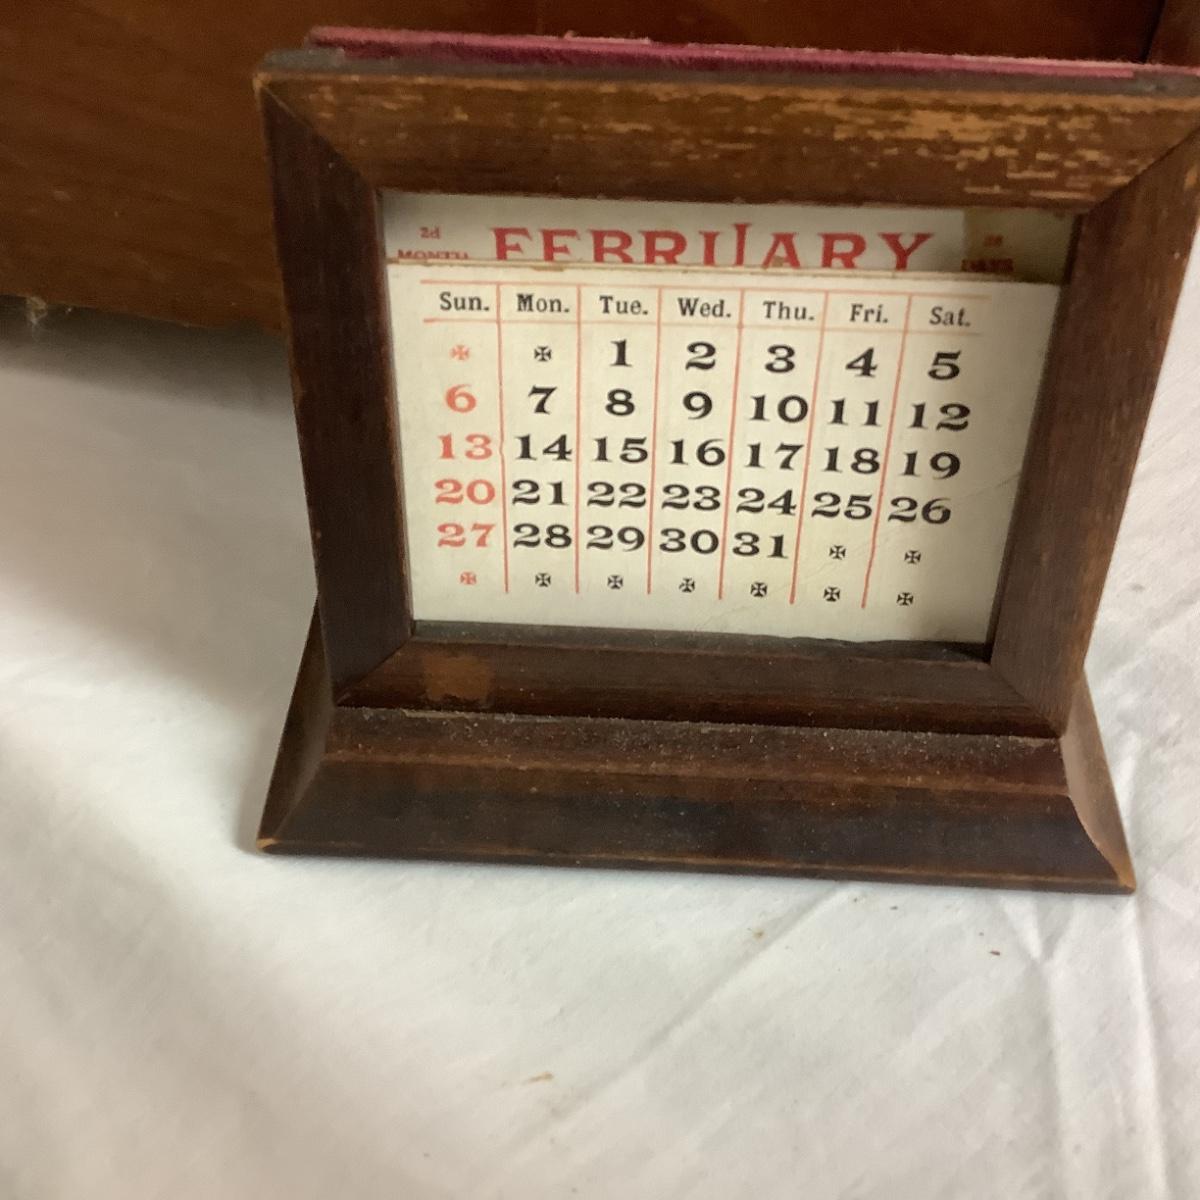 2d FEBRUARY 28
MONTH DAYS
Sun. Mon. Tue. Wed. Thu. Fri. Sat.
✠ ✠ 1 2 3 4 5
6 7 8 9 10 11 12
13 14 15 16 17 18 19
20 21 22 23 24 25 26
27 28 29 30 31 ✠ ✠
✠ ✠ ✠ ✠ ✠ ✠ ✠